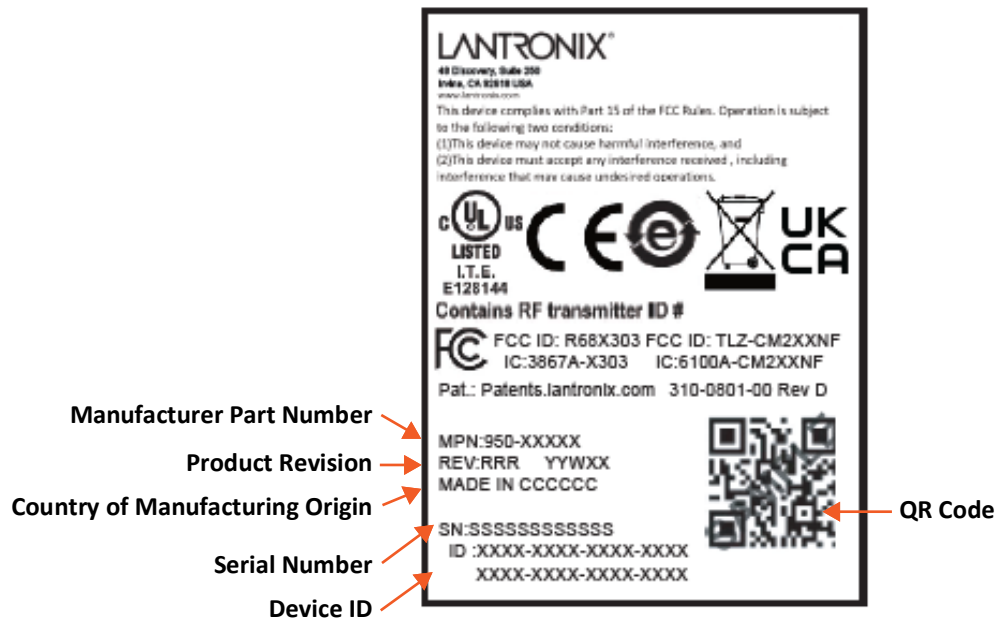 LANTRONIX®
48 Discovery, Suite 250
Irvine, CA 92618 USA
www.lantronix.com
This device complies with Part 15 of the FCC Rules. Operation is subject
to the following two conditions:
(1)This device may not cause harmful interference, and
(2)This device must accept any interference received , including
interference that may cause undesired operations.
C UL US
LISTED
I.T.E.
E128144
CE
e
UK
CA
Contains RF transmitter ID #
FC FCC ID: R68X303 FCC ID: TLZ-CM2XXNF
IC:3867A-X303 IC:6100A-CM2XXNF
Pat.: Patents.lantronix.com 310-0801-00 Rev D
Manufacturer Part Number
MPN:950-XXXXX
Product Revision
REV:RRR YYWXX
Country of Manufacturing Origin
MADE IN CCCCCC
QR Code
Serial Number
SN:SSSSSSSSSSSS
ID :XXXX-XXXX-XXXX-XXXX
XXXX-XXXX-XXXX-XXXX
Device ID